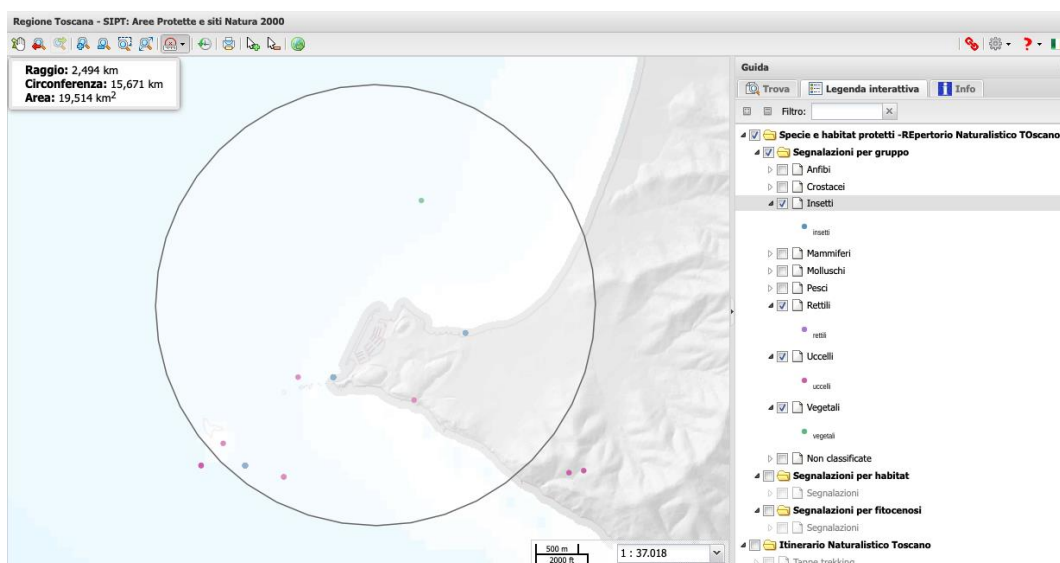 Regione Toscana - SIPT: Aree Protette e siti Natura 2000
Raggio: 2,494 km
Circonferenza: 15,671 km
Area: 19,514 km²
Guida
Trova Legenda interattiva Info
Filtro:
Specie e habitat protetti -REpertorio Naturalistico TOscano
Segnalazioni per gruppo
Anfibi
Crostacei
Insetti
insetti
Mammiferi
Molluschi
Pesci
Rettili
rettili
Uccelli
uccelli
Vegetali
vegetali
Non classificate
Segnalazioni per habitat
Segnalazioni
Segnalazioni per fitocenosi
Segnalazioni
Itinerario Naturalistico Toscano
Tappe trekking
500 m
2000 ft
1 : 37.018